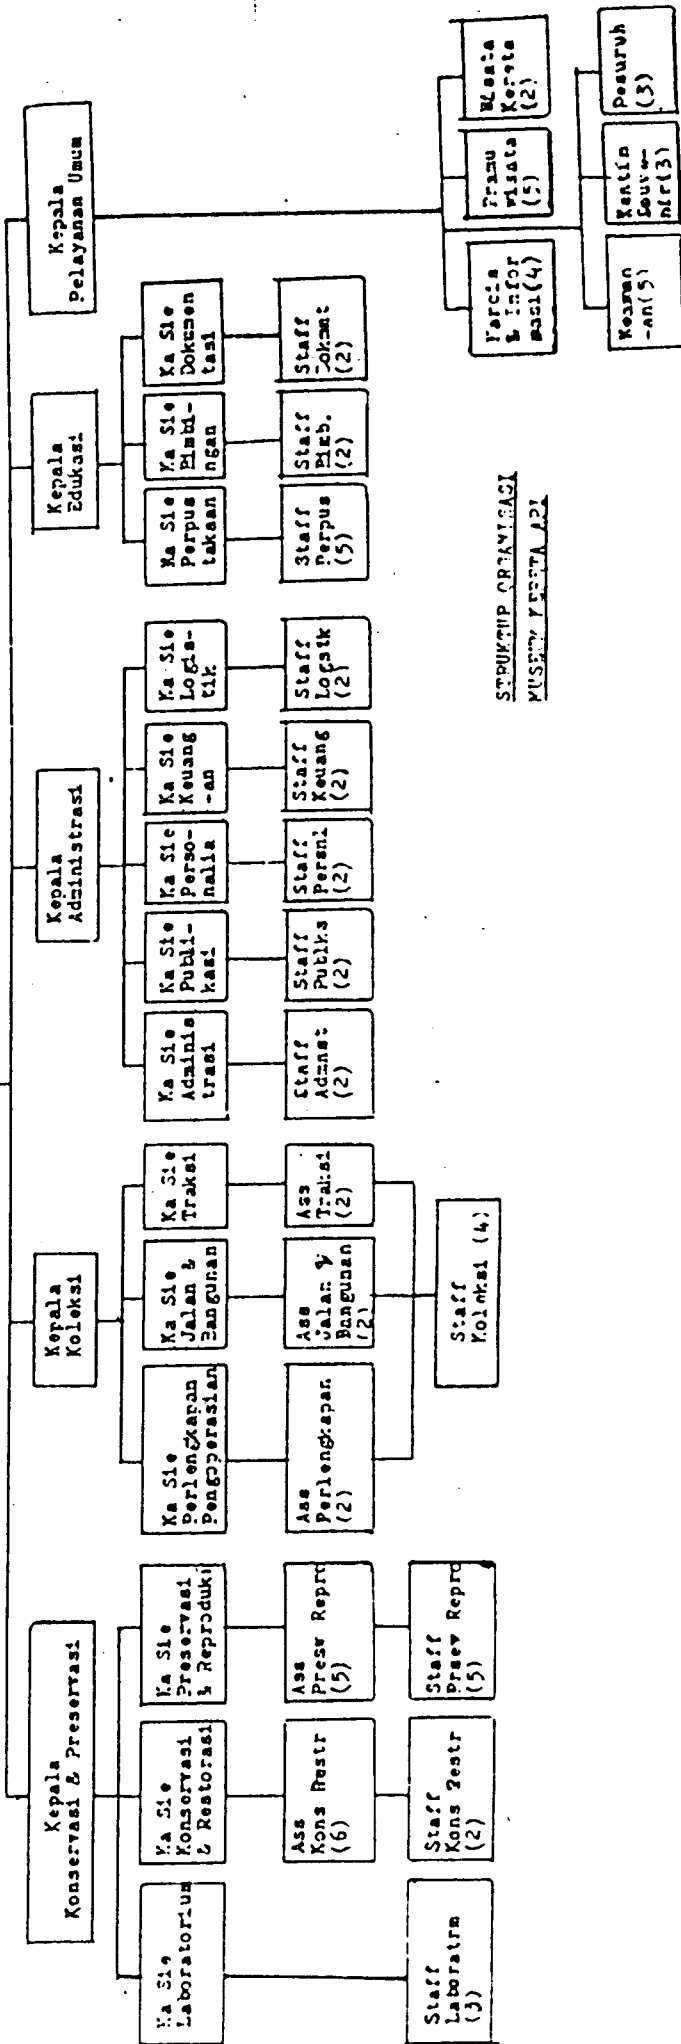 Kepala
Konservasi & Preservasi
Kepala
Koleksi
Kepala
Administrasi
Kepala
Edukasi
Kepala
Pelayanan Umum
Ka Sie
Laboratorium
Ka Sie
Konservasi
& Restorasi
Ka Sie
Preservasi
& Reproduksi
Ka Sie
Perlengkapan
Pengoperasian
Ka Sie
Jalan &
Bangunan
Ka Sie
Traksi
Ka Sie
Adminis
trasi
Ka Sie
Publi-
kasi
Ka Sie
Perso-
nalia
Ka Sie
Keuang
-an
Ka Sie
Logis-
tik
Ka Sie
Perpus
takaan
Ka Sie
Bimbi-
ngan
Ka Sie
Dokumen
tasi
Ass
Kons Restr
(6)
Ass
Presv Repro
(5)
Ass
Perlengkapan
(2)
Ass
Jalan &
Bangunan
(2)
Ass
Traksi
(2)
Staff
Admnst
(2)
Staff
Publks
(2)
Staff
Persnl
(2)
Staff
Keuang
(2)
Staff
Logstk
(2)
Staff
Perpus
(5)
Staff
Bimb.
(2)
Staff
Dokmt
(2)
Staff
Laboratrm
(3)
Staff
Kons Restr
(2)
Staff
Prsev Repro
(5)
Staff
Koleksi (4)
Karcis
& Infor
masi(4)
Pramu
wisata
(5)
Wisata
Kereta
(2)
Keaman
-an(5)
Kantin
Souve-
nir(3)
Pesuruh
(3)
STRUKTUR ORGANISASI
MUSEUM KERETA API